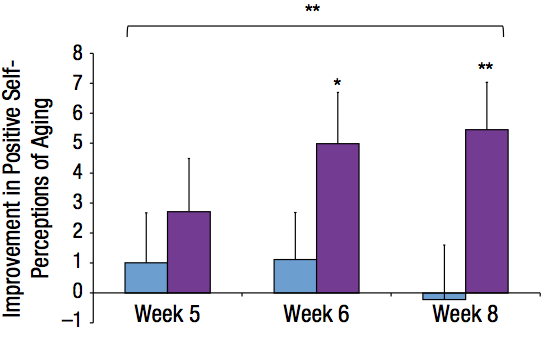 **
Improvement in Positive Self-
Perceptions of Aging
8
7
6
5
4
3
2
1
0
–1
*
**
Week 5
Week 6
Week 8